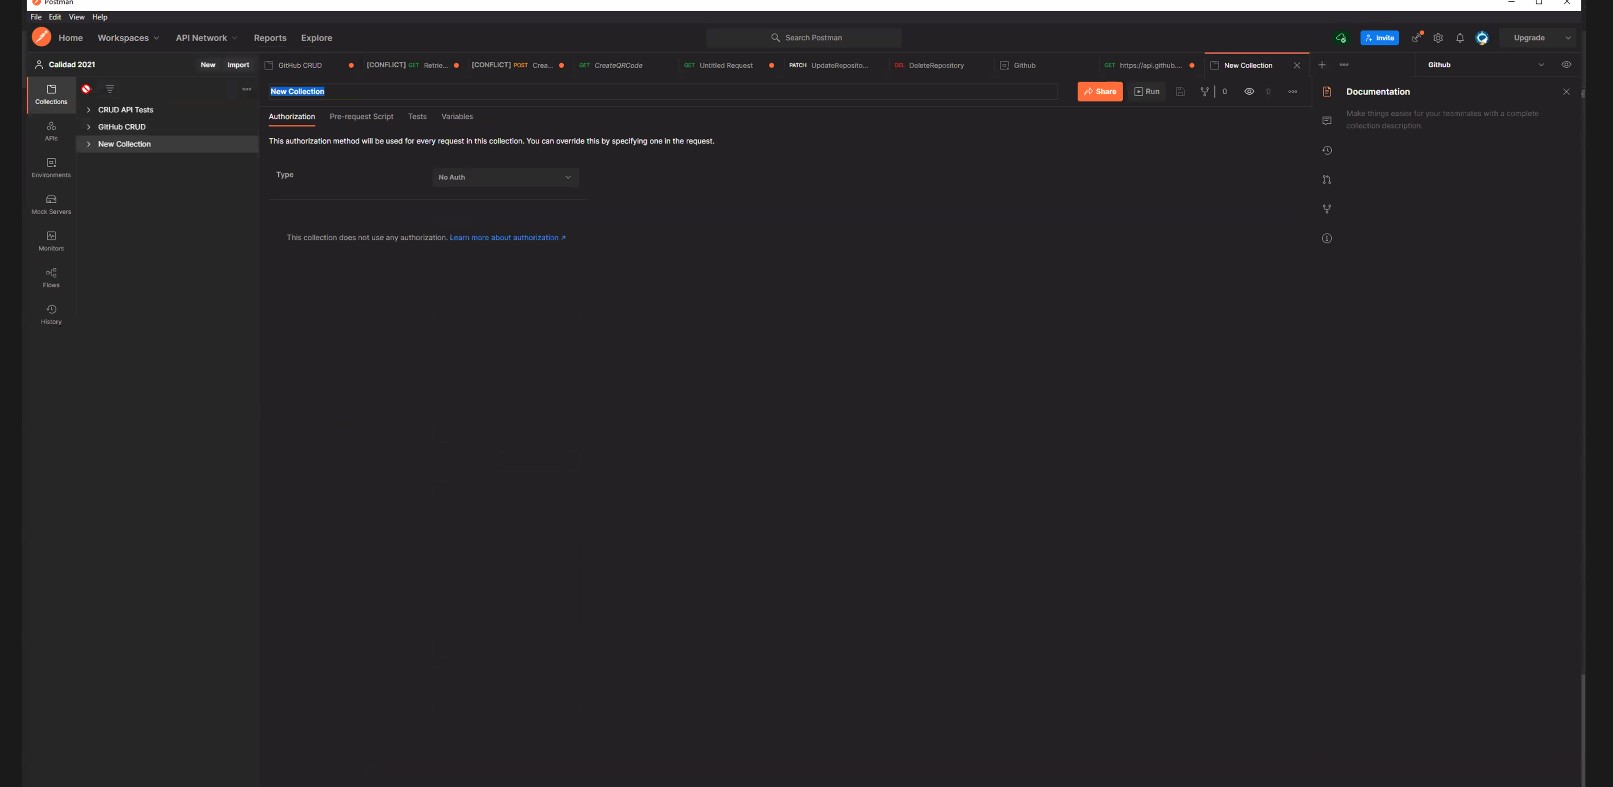 Postman
File Edit View Help
Home Workspaces API Network Reports Explore Search Postman Invite Upgrade
Calidad 2021 New Import
GitHub CRUD [CONFLICT] GET Retrie... [CONFLICT] POST Crea... GET CreateQRCode GET Untitled Request PATCH UpdateReposito... DEL DeleteRepository Github GET https://api.github.... New Collection Github
Collections
APIs
Environments
Mock Servers
Monitors
Flows
History
CRUD API Tests
GitHub CRUD
New Collection
New Collection Share Run 0 0
Authorization Pre-request Script Tests Variables
This authorization method will be used for every request in this collection. You can override this by specifying one in the request.
Type No Auth
This collection does not use any authorization. Learn more about authorization ↗
Documentation
Make things easier for your teammates with a complete
collection description.